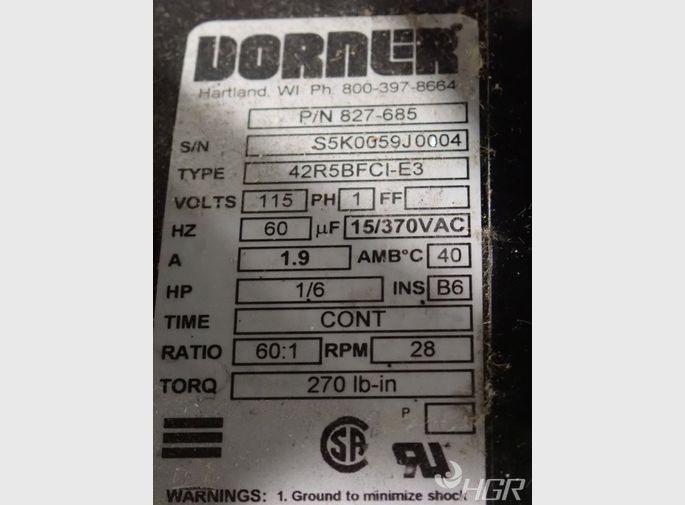 DORNER
Hartland, WI Ph. 800-397-8664
P/N 827-685
S/N S5K0059J0004
TYPE 42R5BFCI-E3
VOLTS 115 PH 1 FF
HZ 60 µF 15/370VAC
A 1.9 AMB°C 40
HP 1/6 INS B6
TIME CONT
RATIO 60:1 RPM 28
TORQ 270 lb-in
P
SA
WARNINGS: 1. Ground to minimize shock
HGR